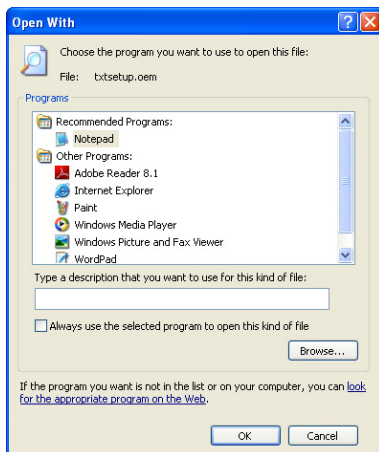 Open With
Choose the program you want to use to open this file:
File: txtsetup.oem
Programs
Recommended Programs:
Notepad
Other Programs:
Adobe Reader 8.1
Internet Explorer
Paint
Windows Media Player
Windows Picture and Fax Viewer
WordPad
Type a description that you want to use for this kind of file:
Always use the selected program to open this kind of file
Browse...
If the program you want is not in the list or on your computer, you can look
for the appropriate program on the Web.
OK Cancel